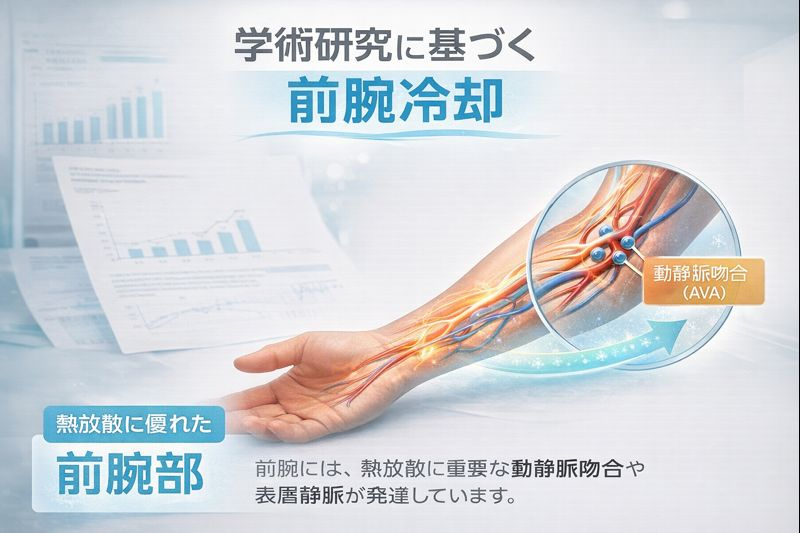 学術研究に基づく
前腕冷却
動静脈吻合
(AVA)
熱放散に優れた
前腕部
前腕には、熱放散に重要な動静脈吻合や
表層静脈が発達しています。